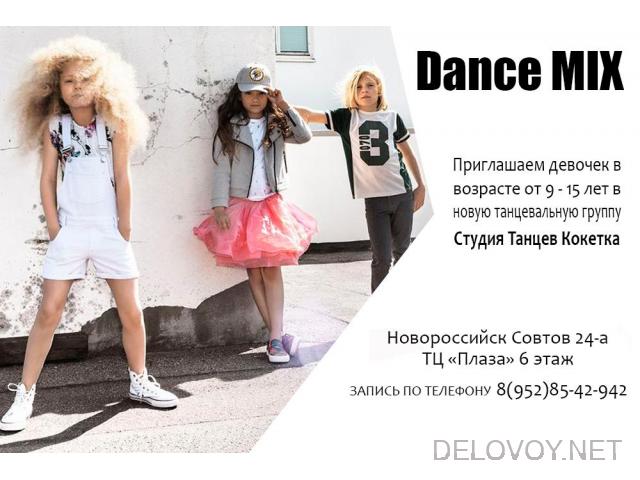 Dance MIX
Приглашаем девочек в
возрасте от 9 - 15 лет в
новую танцевальную группу
Студия Танцев Кокетка
3
Новороссийск Совтов 24-а
ТЦ «Плаза» 6 этаж
ЗАПИСЬ ПО ТЕЛЕФОНУ 8(952)85-42-942
DELOVOY.NET